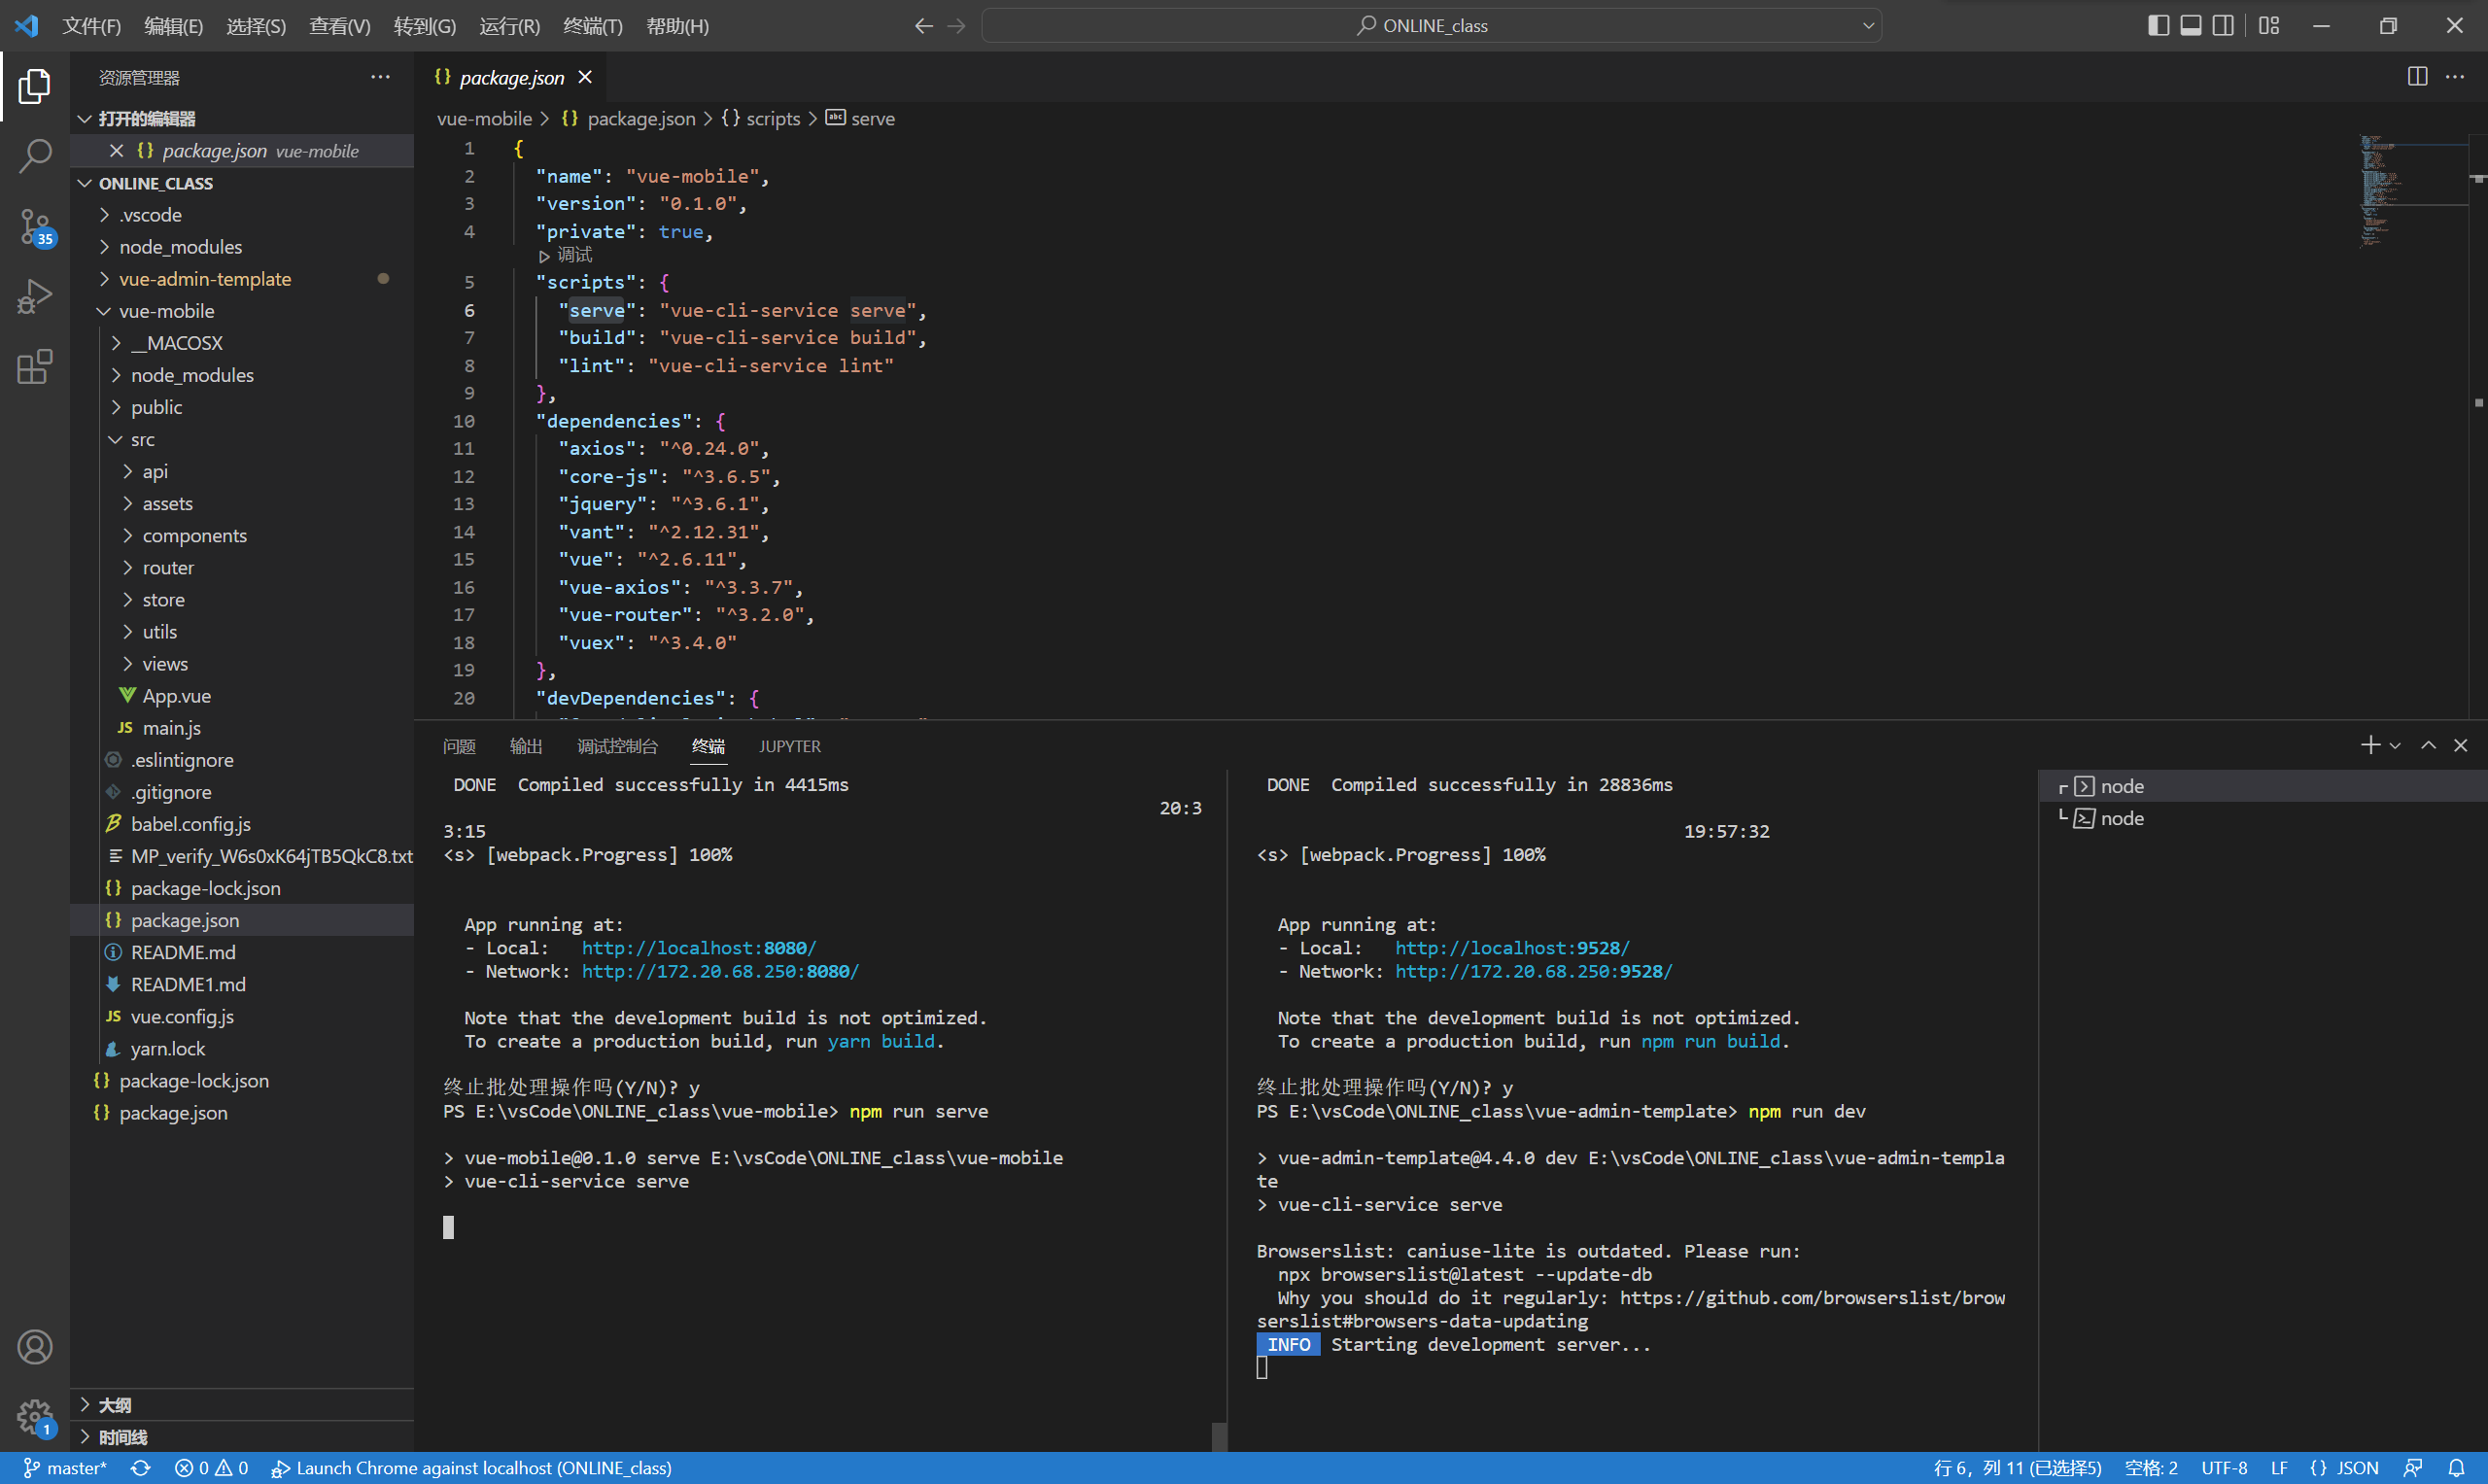 文件(F) 编辑(E) 选择(S) 查看(V) 转到(G) 运行(R) 终端(T) 帮助(H)
ONLINE_class
资源管理器
打开的编辑器
package.json vue-mobile
ONLINE_CLASS
.vscode
node_modules
vue-admin-template
vue-mobile
__MACOSX
node_modules
public
src
api
assets
components
router
store
utils
views
App.vue
JS main.js
.eslintignore
.gitignore
babel.config.js
MP_verify_W6s0xK64jTB5QkC8.txt
{} package-lock.json
{} package.json
README.md
README1.md
JS vue.config.js
yarn.lock
{} package-lock.json
{} package.json
大纲
时间线
35
1
{} package.json
vue-mobile > {} package.json > {} scripts > abc serve
1 {
2 "name": "vue-mobile",
3 "version": "0.1.0",
4 "private": true,
调试
5 "scripts": {
6 "serve": "vue-cli-service serve",
7 "build": "vue-cli-service build",
8 "lint": "vue-cli-service lint"
9 },
10 "dependencies": {
11 "axios": "^0.24.0",
12 "core-js": "^3.6.5",
13 "jquery": "^3.6.1",
14 "vant": "^2.12.31",
15 "vue": "^2.6.11",
16 "vue-axios": "^3.3.7",
17 "vue-router": "^3.2.0",
18 "vuex": "^3.4.0"
19 },
20 "devDependencies": {
问题 输出 调试控制台 终端 JUPYTER
DONE Compiled successfully in 4415ms
20:3
3:15
<s> [webpack.Progress] 100%
App running at:
- Local: http://localhost:8080/
- Network: http://172.20.68.250:8080/
Note that the development build is not optimized.
To create a production build, run yarn build.
终止批处理操作吗(Y/N)? y
PS E:\vsCode\ONLINE_class\vue-mobile> npm run serve
> vue-mobile@0.1.0 serve E:\vsCode\ONLINE_class\vue-mobile
> vue-cli-service serve
DONE Compiled successfully in 28836ms
19:57:32
<s> [webpack.Progress] 100%
App running at:
- Local: http://localhost:9528/
- Network: http://172.20.68.250:9528/
Note that the development build is not optimized.
To create a production build, run npm run build.
终止批处理操作吗(Y/N)? y
PS E:\vsCode\ONLINE_class\vue-admin-template> npm run dev
> vue-admin-template@4.4.0 dev E:\vsCode\ONLINE_class\vue-admin-templa
te
> vue-cli-service serve
Browserslist: caniuse-lite is outdated. Please run:
npx browserslist@latest --update-db
Why you should do it regularly: https://github.com/browserslist/brow
serslist#browsers-data-updating
INFO Starting development server...
node
node
master* 0 0 Launch Chrome against localhost (ONLINE_class)
行 6，列 11 (已选择5) 空格: 2 UTF-8 LF {} JSON